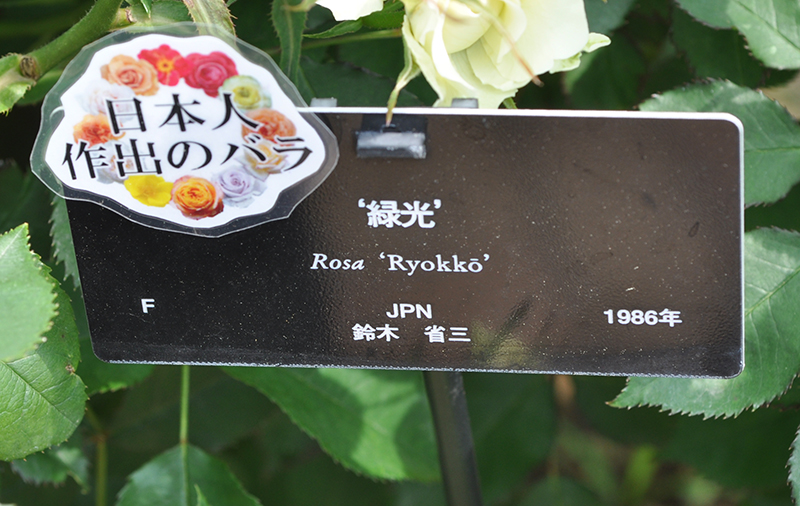 日本人
作出のバラ
‘緑光’
Rosa ‘Ryokkō’
F
JPN
1986年
鈴木 省三